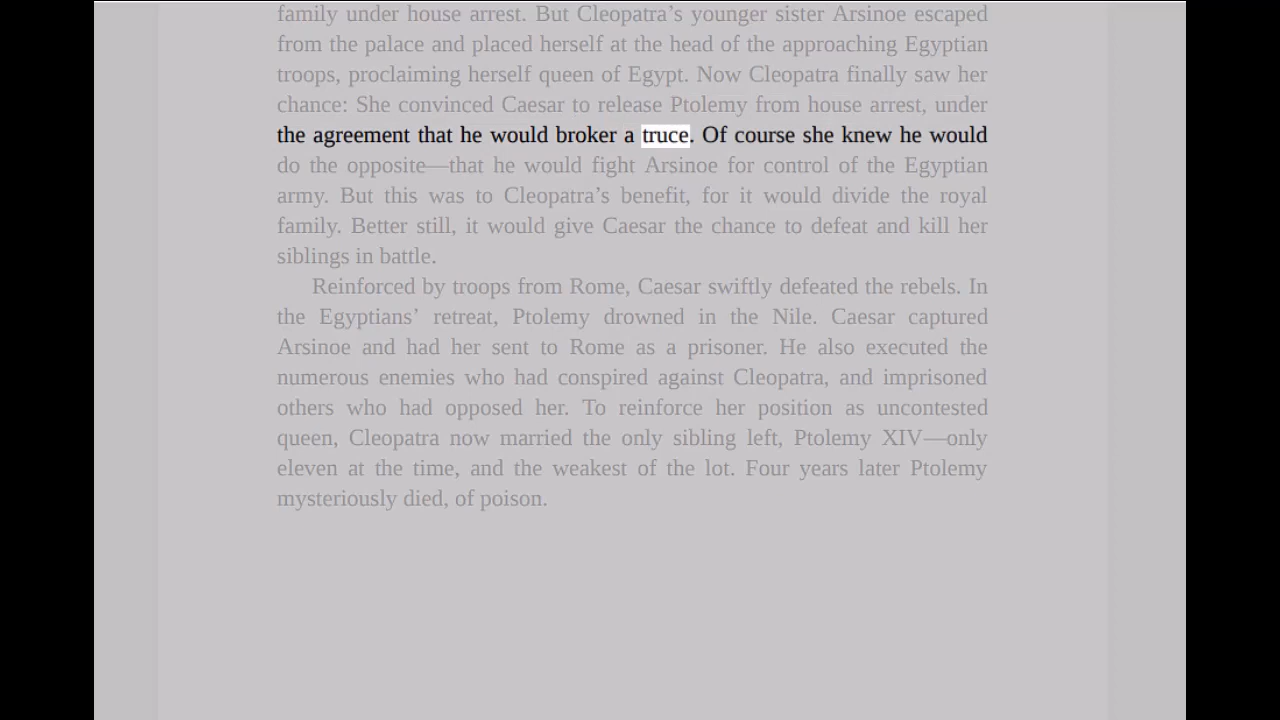 family under house arrest. But Cleopatra’s younger sister Arsinoe escaped
from the palace and placed herself at the head of the approaching Egyptian
troops, proclaiming herself queen of Egypt. Now Cleopatra finally saw her
chance: She convinced Caesar to release Ptolemy from house arrest, under
the agreement that he would broker a truce. Of course she knew he would
do the opposite—that he would fight Arsinoe for control of the Egyptian
army. But this was to Cleopatra’s benefit, for it would divide the royal
family. Better still, it would give Caesar the chance to defeat and kill her
siblings in battle.
Reinforced by troops from Rome, Caesar swiftly defeated the rebels. In
the Egyptians’ retreat, Ptolemy drowned in the Nile. Caesar captured
Arsinoe and had her sent to Rome as a prisoner. He also executed the
numerous enemies who had conspired against Cleopatra, and imprisoned
others who had opposed her. To reinforce her position as uncontested
queen, Cleopatra now married the only sibling left, Ptolemy XIV—only
eleven at the time, and the weakest of the lot. Four years later Ptolemy
mysteriously died, of poison.